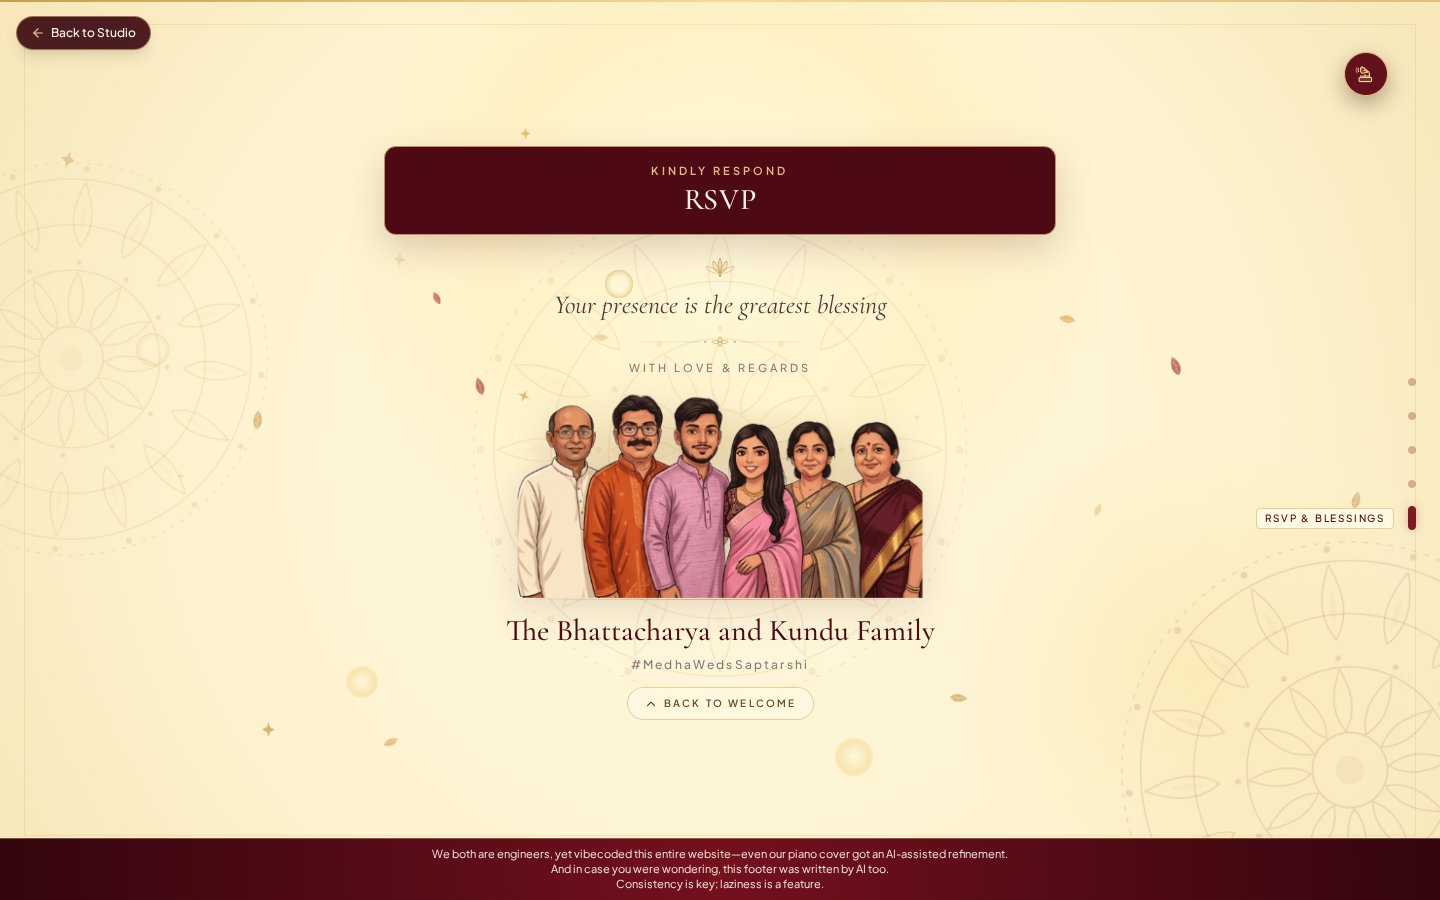 Back to Studio
KINDLY RESPOND
RSVP
Your presence is the greatest blessing
WITH LOVE & REGARDS
RSVP & BLESSINGS
The Bhattacharya and Kundu Family
#MedhaWedsSaptarshi
BACK TO WELCOME
We both are engineers, yet vibecoded this entire website—even our piano cover got an AI-assisted refinement.
And in case you were wondering, this footer was written by AI too.
Consistency is key; laziness is a feature.